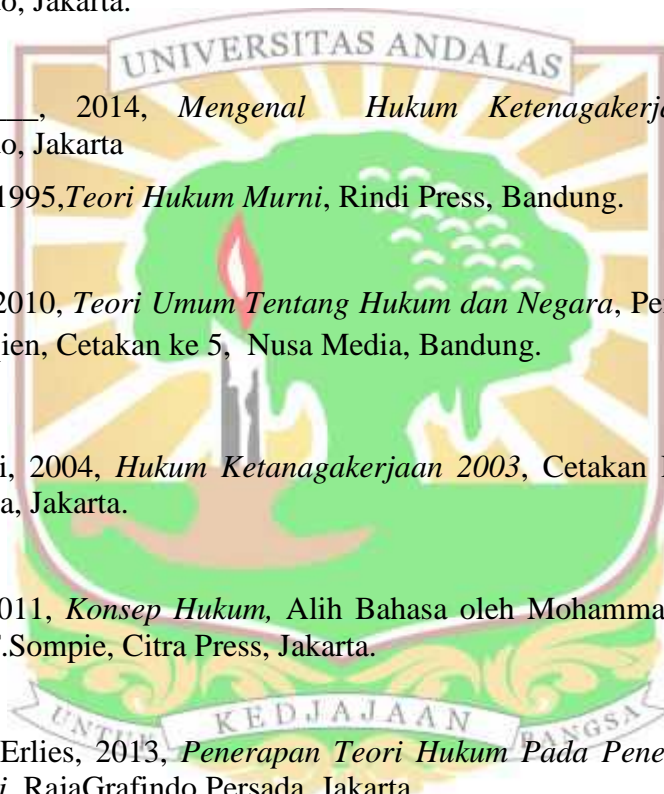 o, Jakarta.
UNIVERSITAS ANDALAS
___, 2014, Mengenal Hukum Ketenagakerja
o, Jakarta
1995,Teori Hukum Murni, Rindi Press, Bandung.
2010, Teori Umum Tentang Hukum dan Negara, Pe
ien, Cetakan ke 5, Nusa Media, Bandung.
i, 2004, Hukum Ketanagakerjaan 2003, Cetakan
a, Jakarta.
011, Konsep Hukum, Alih Bahasa oleh Mohamma
.Sompie, Citra Press, Jakarta.
UNTUK KEDJAJAAN BANGSA
Erlies, 2013, Penerapan Teori Hukum Pada Pene
i, RajaGrafindo Persada, Jakarta